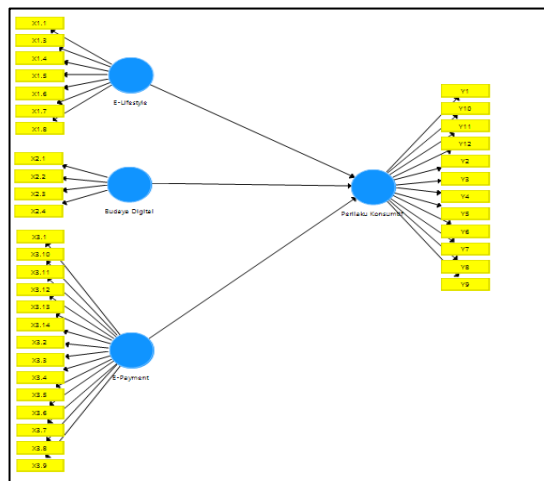 X1.1
X1.3
X1.4
X1.5
X1.6
X1.7
X1.8
E-Lifestyle
X2.1
X2.2
X2.3
X2.4
Budaya Digital
X3.1
X3.10
X3.11
X3.12
X3.13
X3.14
X3.2
X3.3
X3.4
X3.5
X3.6
X3.7
X3.8
X3.9
E-Payment
Y1
Y10
Y11
Y12
Y2
Y3
Y4
Y5
Y6
Y7
Y8
Y9
Perilaku Konsumtif